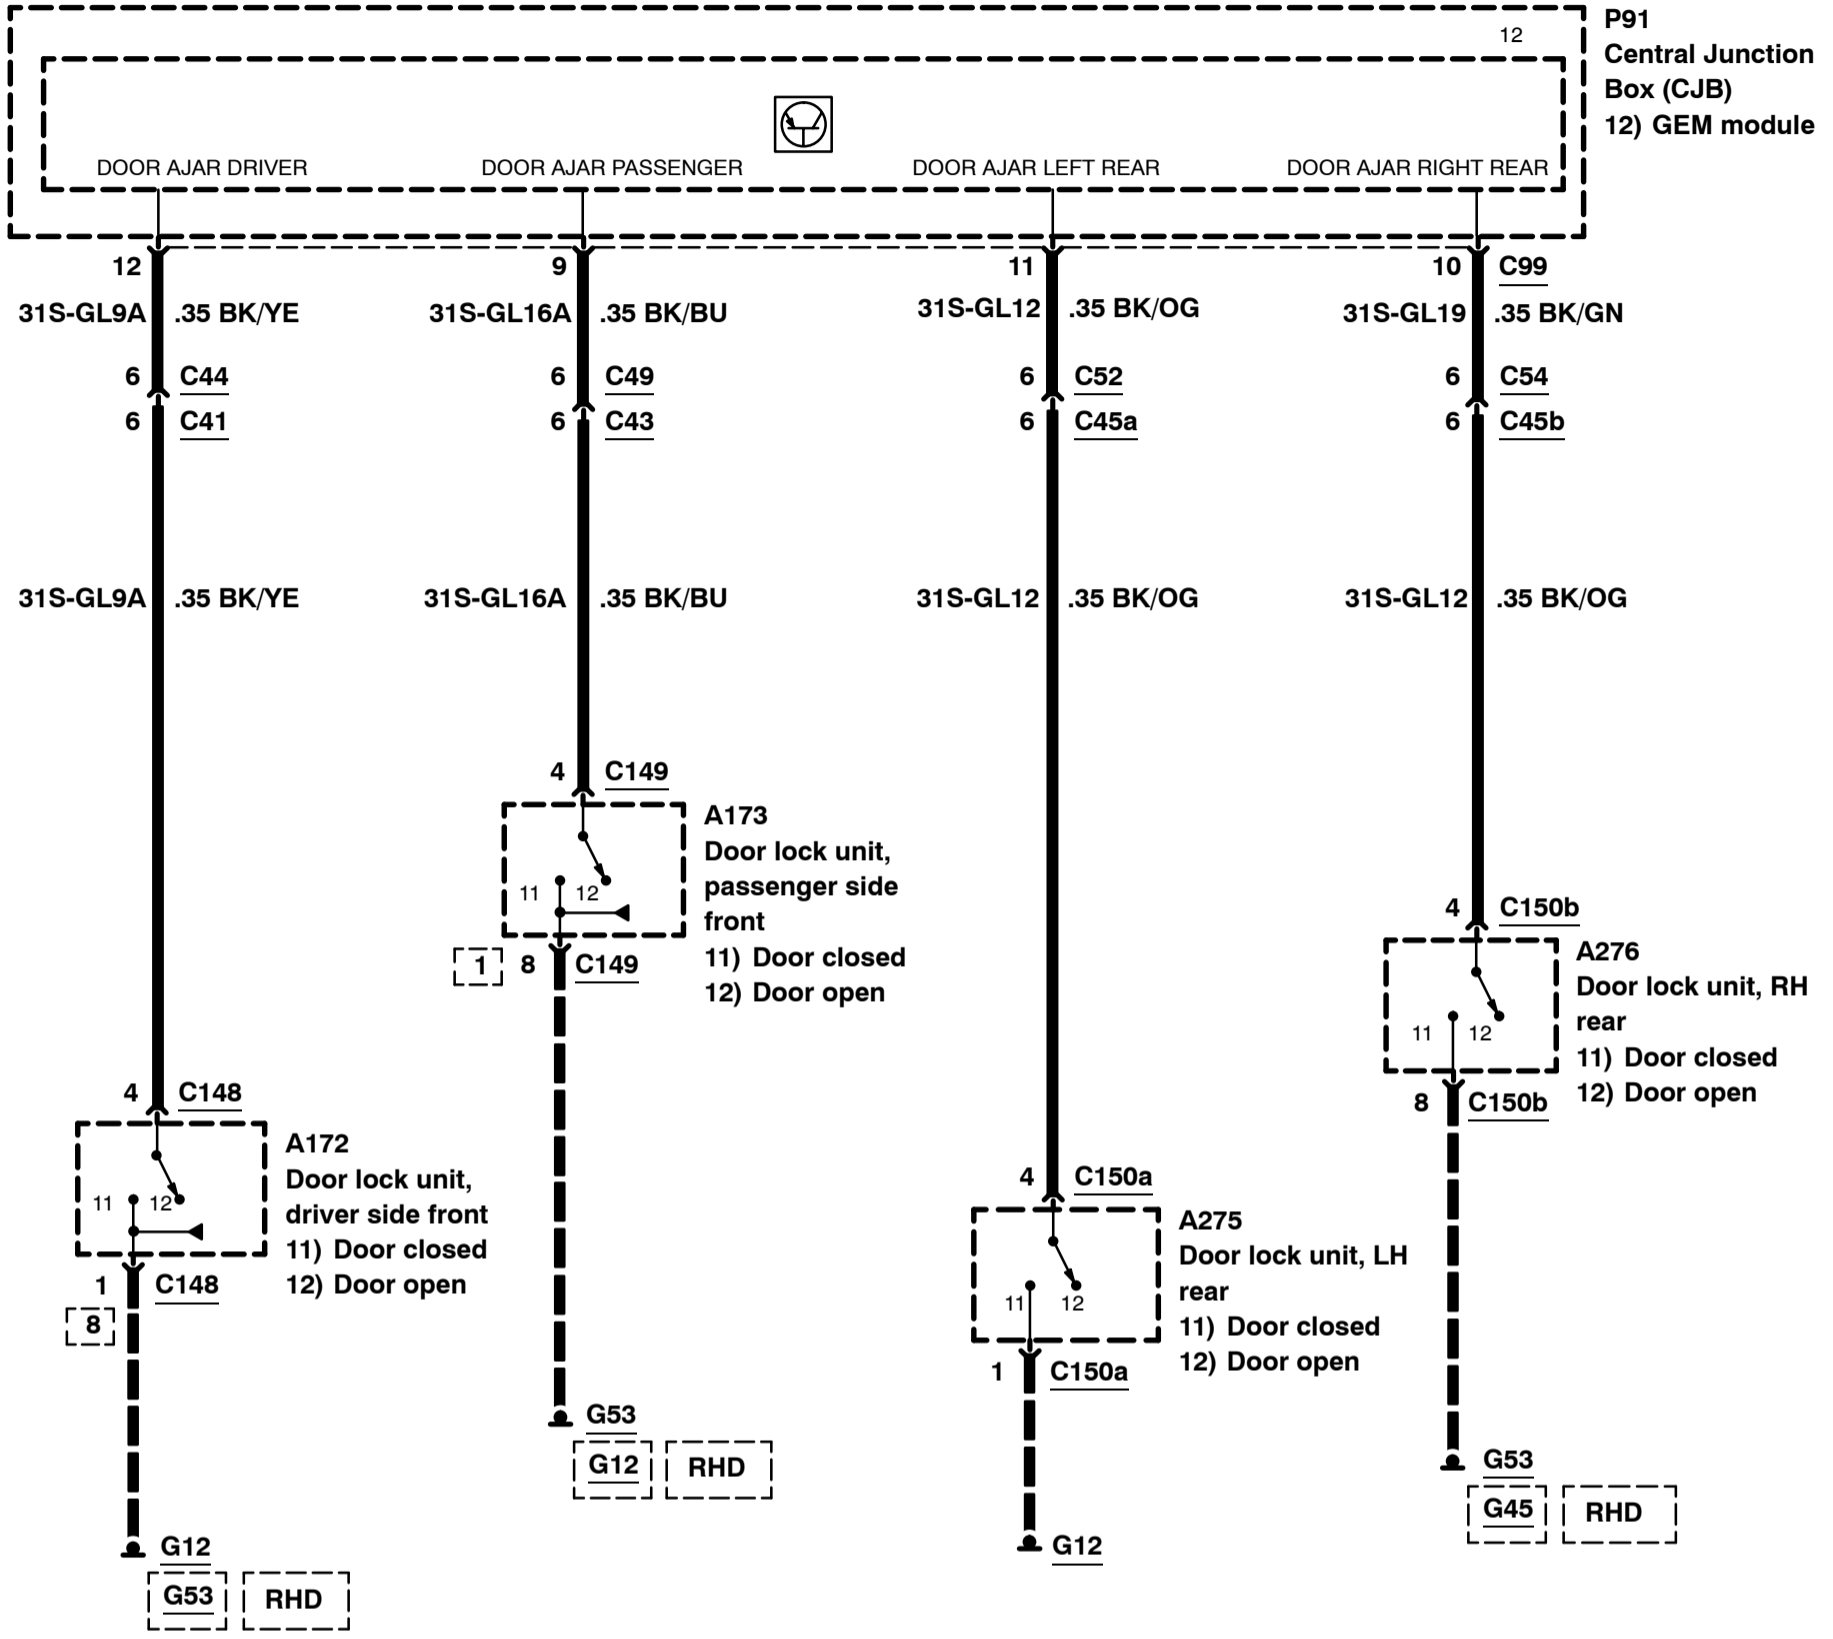 P91
Central Junction
Box (CJB)
12) GEM module
12
DOOR AJAR DRIVER
DOOR AJAR PASSENGER
DOOR AJAR LEFT REAR
DOOR AJAR RIGHT REAR
12
9
11
10
C99
31S-GL9A
.35 BK/YE
31S-GL16A
.35 BK/BU
31S-GL12
.35 BK/OG
31S-GL19
.35 BK/GN
6
C44
6
C49
6
C52
6
C54
6
C41
6
C43
6
C45a
6
C45b
31S-GL9A
.35 BK/YE
31S-GL16A
.35 BK/BU
31S-GL12
.35 BK/OG
31S-GL12
.35 BK/OG
4
C149
11
12
A173
Door lock unit,
passenger side
front
11) Door closed
12) Door open
1
8
C149
4
C150b
11
12
A276
Door lock unit, RH
rear
11) Door closed
12) Door open
8
C150b
4
C148
11
12
A172
Door lock unit,
driver side front
11) Door closed
12) Door open
1
C148
8
4
C150a
11
12
A275
Door lock unit, LH
rear
11) Door closed
12) Door open
1
C150a
G53
G12
RHD
G53
G45
RHD
G12
G53
RHD
G12